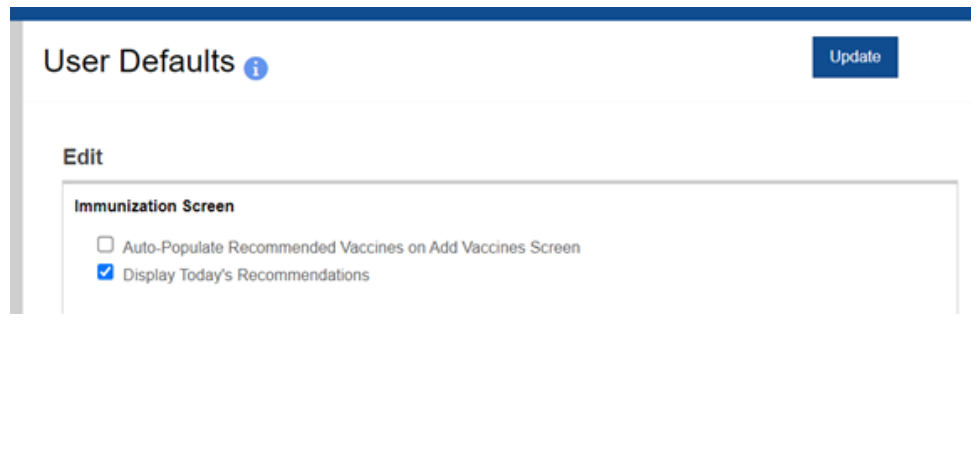 User Defaults i
Update
Edit
Immunization Screen
Auto-Populate Recommended Vaccines on Add Vaccines Screen
Display Today's Recommendations